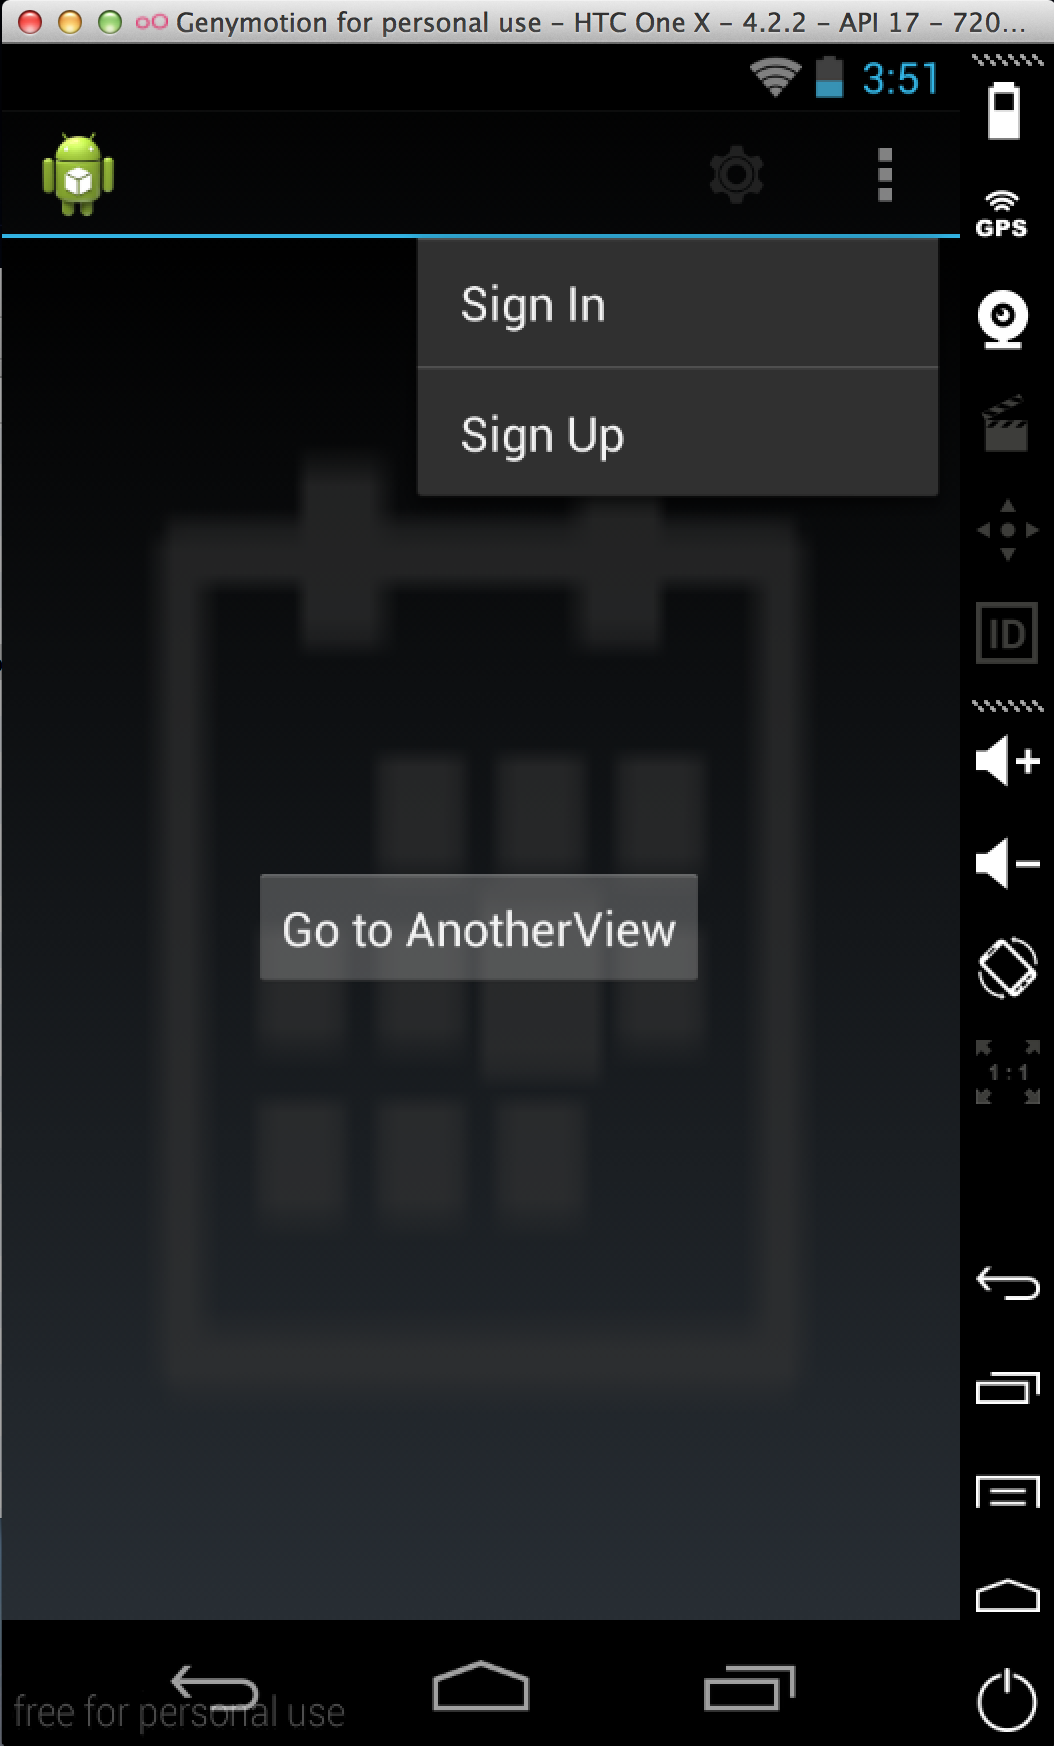 Genymotion for personal use – HTC One X – 4.2.2 – API 17 – 720...
3:51
GPS
Sign In
Sign Up
ID
Go to AnotherView
1:1
free for personal use